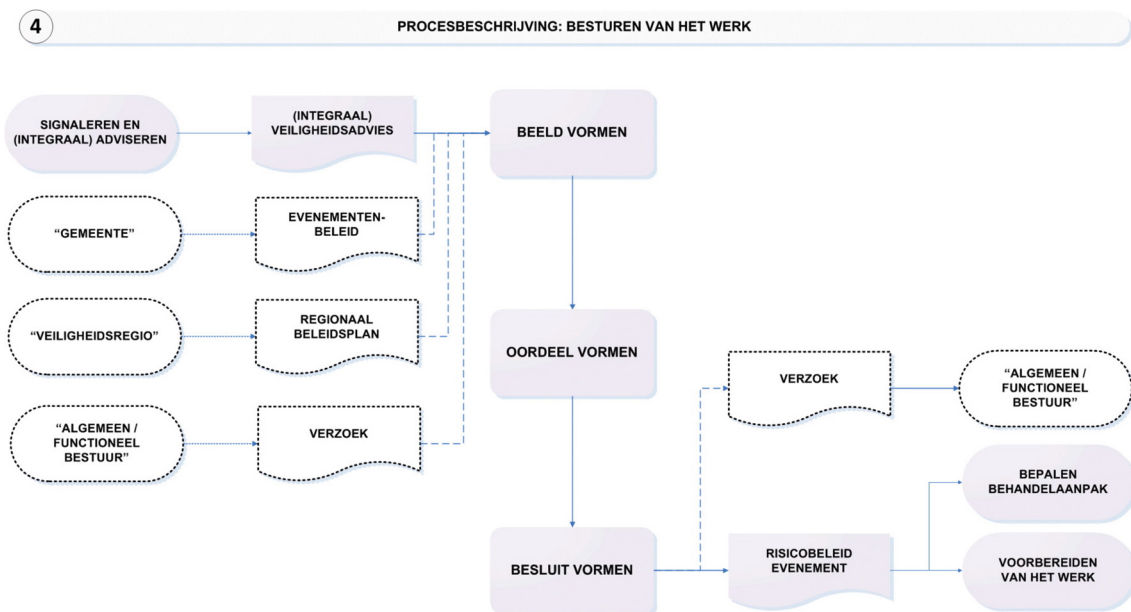 4
PROCESBESCHRIJVING: BESTUREN VAN HET WERK
SIGNALEREN EN
(INTEGRAAL) ADVISEREN
(INTEGRAAL)
VEILIGHEIDSADVIES
BEELD VORMEN
“GEMEENTE”
EVENEMENTEN-
BELEID
“VEILIGHEIDSREGIO”
REGIONAAL
BELEIDSPLAN
OORDEEL VORMEN
VERZOEK
“ALGEMEEN /
FUNCTIONEEL
BESTUUR”
“ALGEMEEN /
FUNCTIONEEL
BESTUUR”
VERZOEK
BEPALEN
BEHANDELAANPAK
BESLUIT VORMEN
RISICOBELEID
EVENEMENT
VOORBEREIDEN
VAN HET WERK